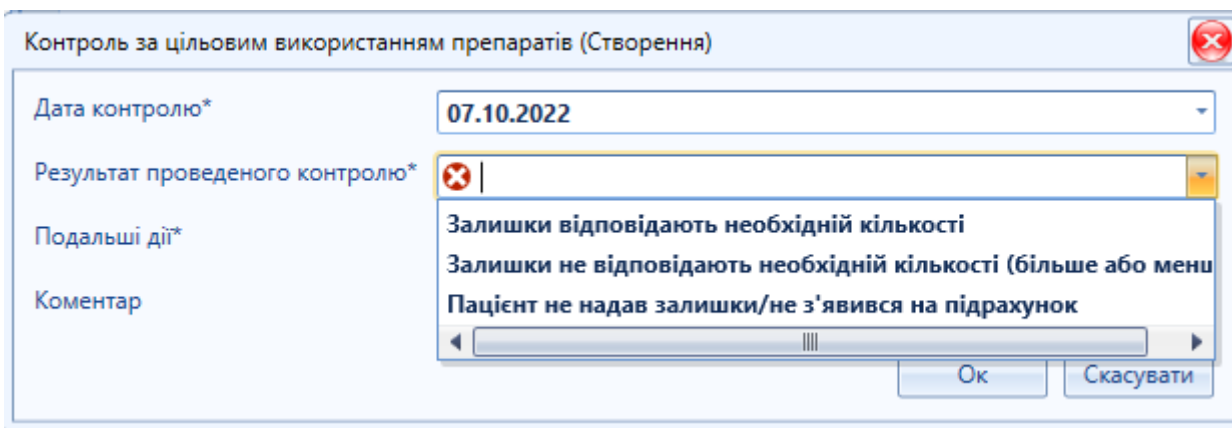 Контроль за цільовим використанням препаратів (Створення)
Дата контролю*
07.10.2022
Результат проведеного контролю*
Залишки відповідають необхідній кількості
Подальші дії*
Залишки не відповідають необхідній кількості (більше або менш
Коментар
Пацієнт не надав залишки/не з'явився на підрахунок
Ок
Скасувати